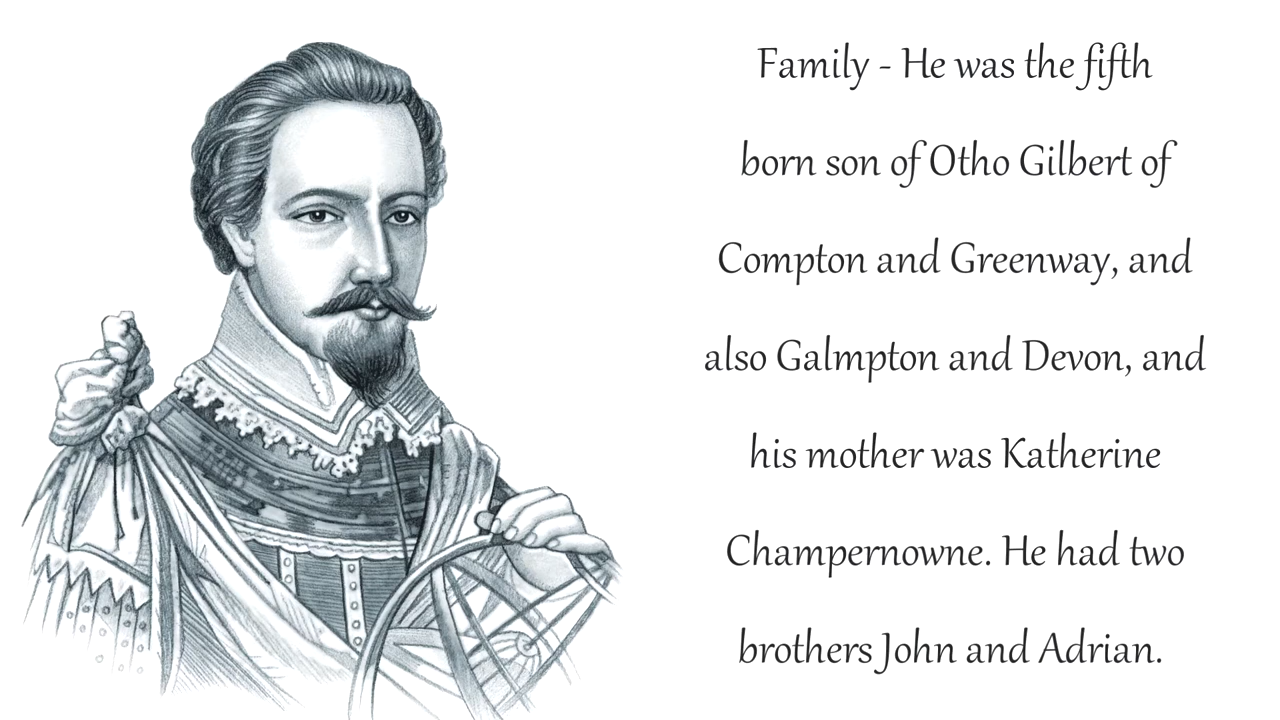 Family - He was the fifth
born son of Otho Gilbert of
Compton and Greenway, and
also Galmpton and Devon, and
his mother was Katherine
Champernowne. He had two
brothers John and Adrian.